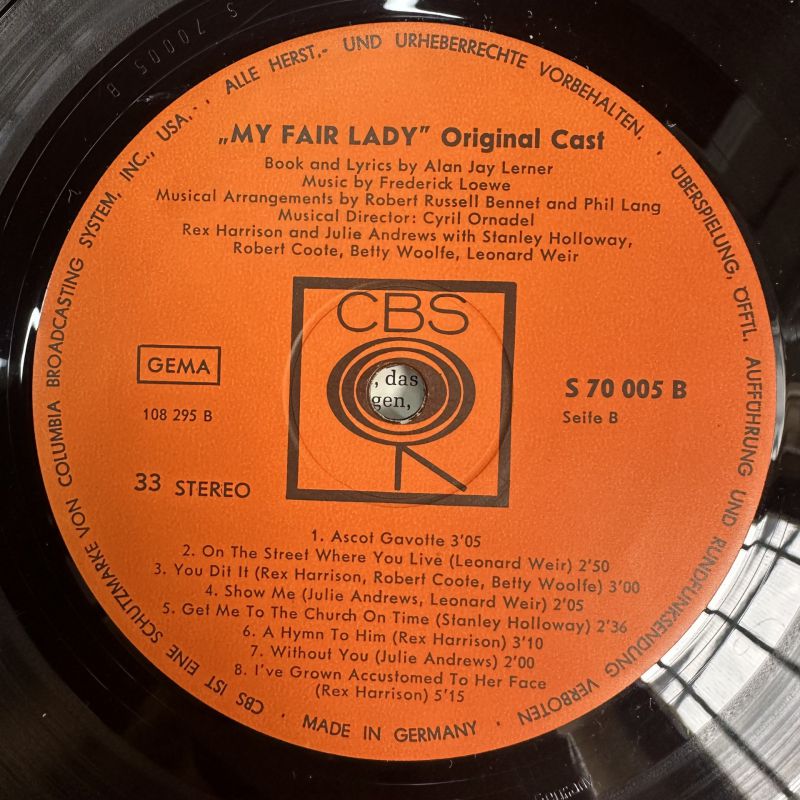 „MY FAIR LADY” Original Cast
Book and Lyrics by Alan Jay Lerner
Music by Frederick Loewe
Musical Arrangements by Robert Russell Bennet and Phil Lang
Musical Director: Cyril Ornadel
Rex Harrison and Julie Andrews with Stanley Holloway,
Robert Coote, Betty Woolfe, Leonard Weir
CBS
, das
gen,
GEMA
108 295 B
33 STEREO
S 70 005 B
Seite B
1. Ascot Gavotte 3'05
2. On The Street Where You Live (Leonard Weir) 2'50
3. You Dit It (Rex Harrison, Robert Coote, Betty Woolfe) 3'00
4. Show Me (Julie Andrews, Leonard Weir) 2'05
5. Get Me To The Church On Time (Stanley Holloway) 2'36
6. A Hymn To Him (Rex Harrison) 3'10
7. Without You (Julie Andrews) 2'00
8. I've Grown Accustomed To Her Face
(Rex Harrison) 5'15
CBS IST EINE SCHUTZMARKE VON COLUMBIA BROADCASTING SYSTEM, INC., USA. · ALLE HERST.- UND URHEBERRECHTE VORBEHALTEN. · ÜBERSPIELUNG, ÖFFTL. AUFFÜHRUNG UND RUNDFUNKSENDUNG VERBOTEN · MADE IN GERMANY ·
S 70005 B
Germany